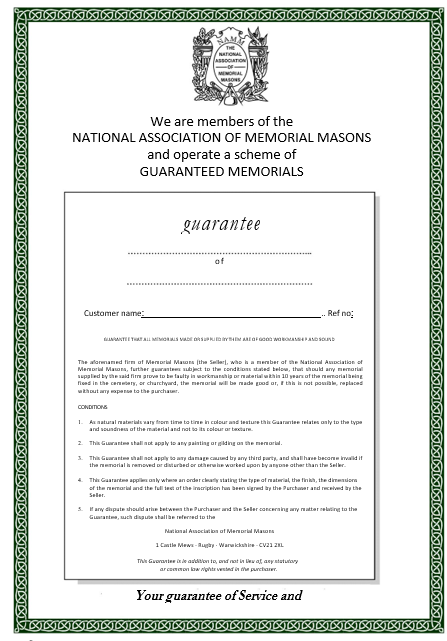 NAMM
THE
NATIONAL
ASSOCIATION
OF
MEMORIAL
MASONS
We are members of the
NATIONAL ASSOCIATION OF MEMORIAL MASONS
and operate a scheme of
GUARANTEED MEMORIALS
guarantee
of
Customer name: .. Ref no:
GUARANTEE THAT ALL MEMORIALS MADE OR SUPPLIED BY THEM ARE OF GOOD WORKMANSHIP AND SOUND
The aforenamed firm of Memorial Masons (the Seller), who is a member of the National Association of
Memorial Masons, further guarantees subject to the conditions stated below, that should any memorial
supplied by the said firm prove to be faulty in workmanship or material within 10 years of the memorial being
fixed in the cemetery, or churchyard, the memorial will be made good or, if this is not possible, replaced
without any expense to the purchaser.
CONDITIONS
1. As natural materials vary from time to time in colour and texture this Guarantee relates only to the type
and soundness of the material and not to its colour or texture.
2. This Guarantee shall not apply to any painting or gilding on the memorial.
3. This Guarantee shall not apply to any damage caused by any third party, and shall have become invalid if
the memorial is removed or disturbed or otherwise worked upon by anyone other than the Seller.
4. This Guarantee applies only where an order clearly stating the type of material, the finish, the dimensions
of the memorial and the full text of the inscription has been signed by the Purchaser and received by the
Seller.
5. If any dispute should arise between the Purchaser and the Seller concerning any matter relating to the
Guarantee, such dispute shall be referred to the
National Association of Memorial Masons
1 Castle Mews - Rugby - Warwickshire - CV21 2XL
This Guarantee is in addition to, and not in lieu of, any statutory
or common law rights vested in the purchaser.
Your guarantee of Service and